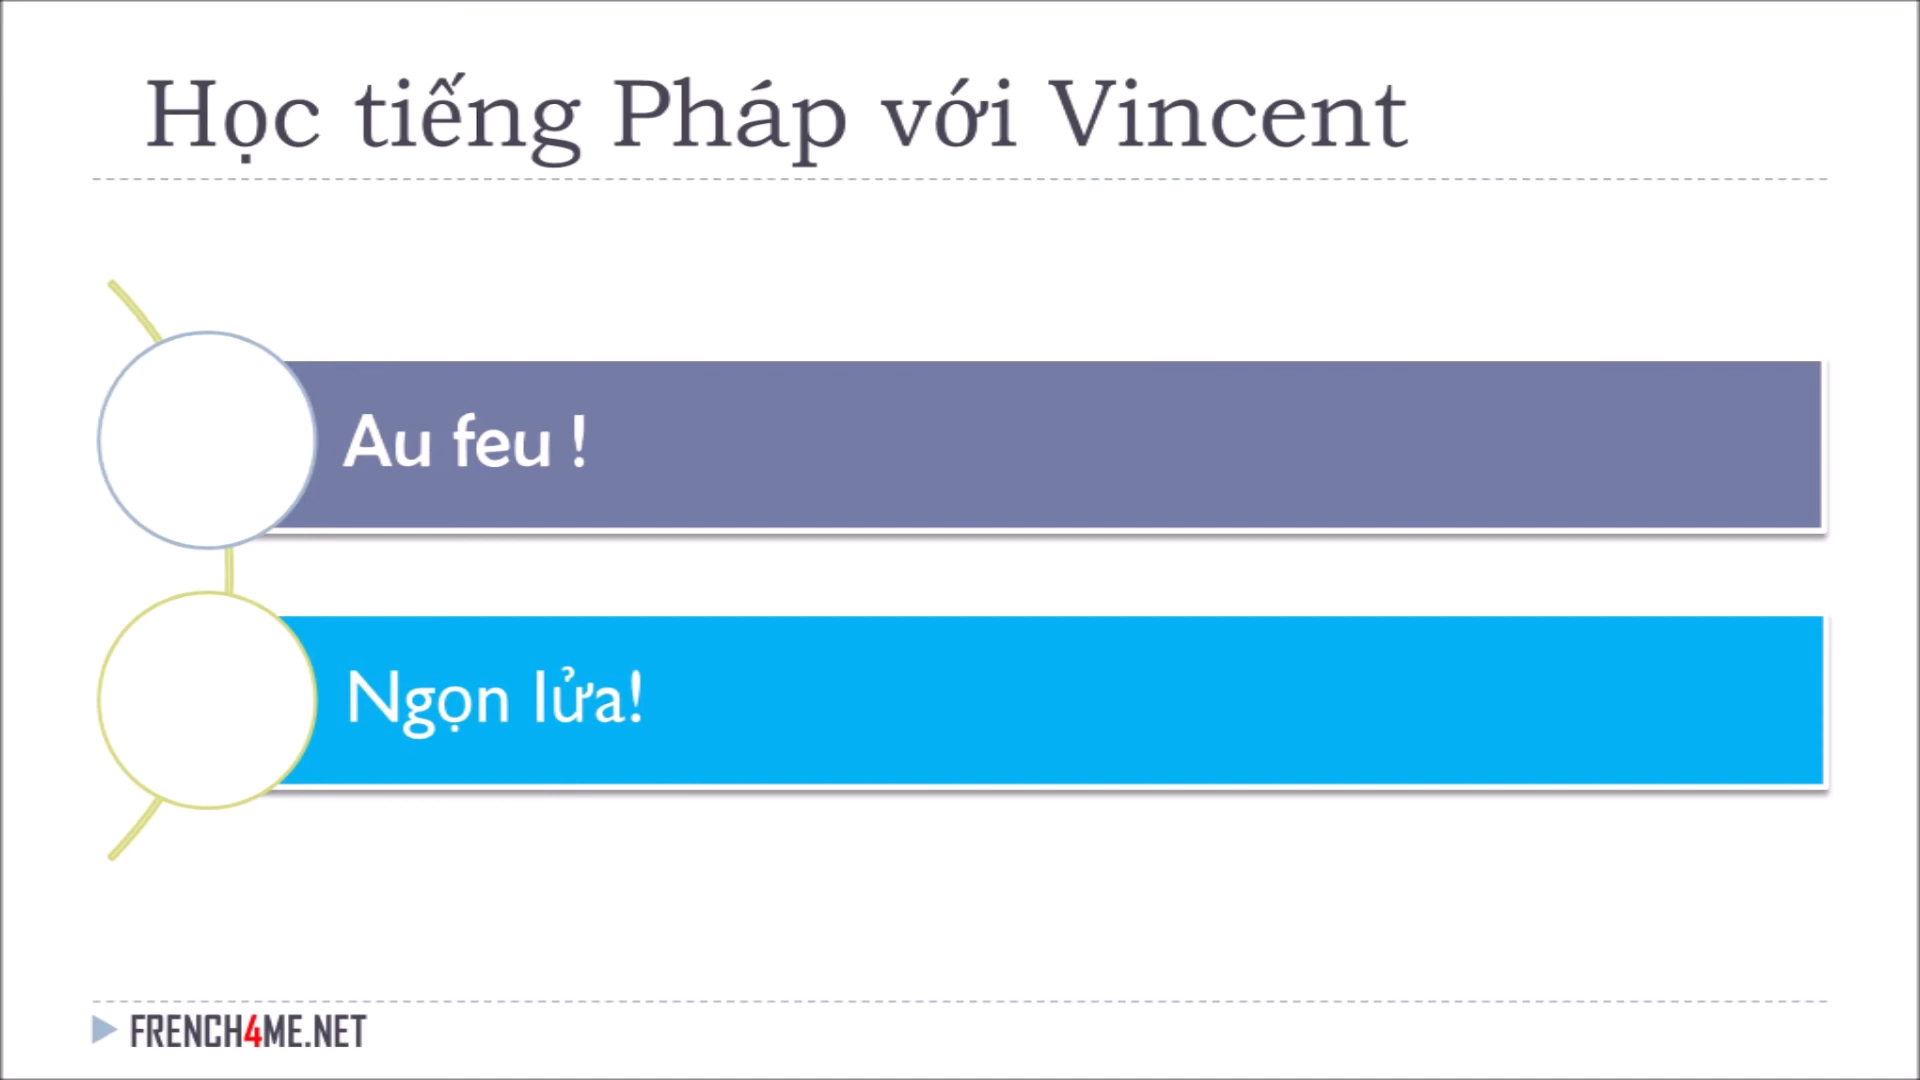 Học tiếng Pháp với Vincent
Au feu !
Ngọn lửa!
FRENCH4ME.NET